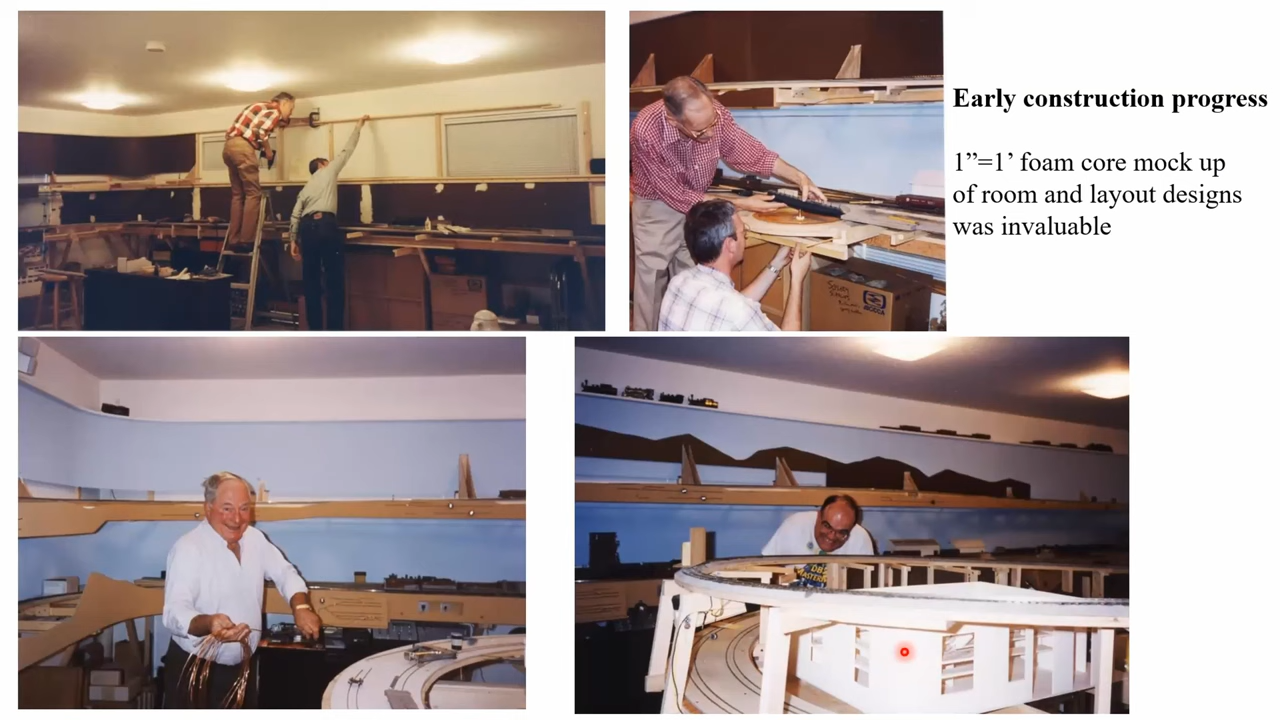 Early construction progress
1”=1’ foam core mock up
of room and layout designs
was invaluable